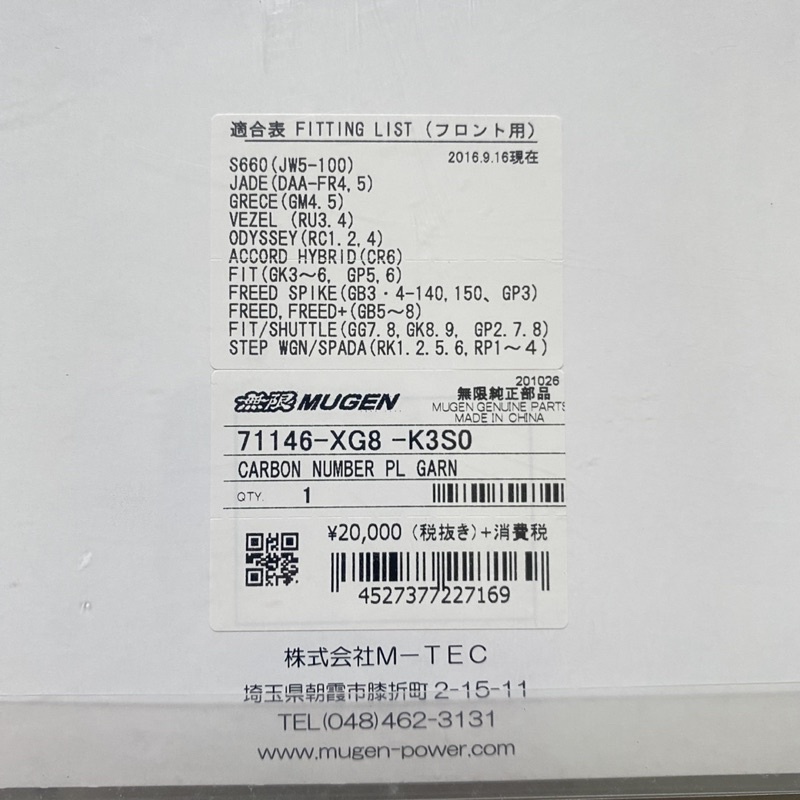 適合表 FITTING LIST (フロント用)
2016.9.16現在
S660(JW5-100)
JADE(DAA-FR4,5)
GRECE(GM4.5)
VEZEL (RU3.4)
ODYSSEY(RC1.2,4)
ACCORD HYBRID(CR6)
FIT(GK3～6, GP5,6)
FREED SPIKE(GB3・4-140,150、GP3)
FREED,FREED+(GB5～8)
FIT/SHUTTLE(GG7.8,GK8.9, GP2.7.8)
STEP WGN/SPADA(RK1.2.5.6,RP1～4)
201026
無限 MUGEN
無限純正部品
MUGEN GENUINE PARTS
MADE IN CHINA
71146-XG8 -K3S0
CARBON NUMBER PL GARN
QTY. 1
¥20,000 (税抜き)+消費税
4527377227169
株式会社M-TEC
埼玉県朝霞市膝折町2-15-11
TEL(048)462-3131
www.mugen-power.com